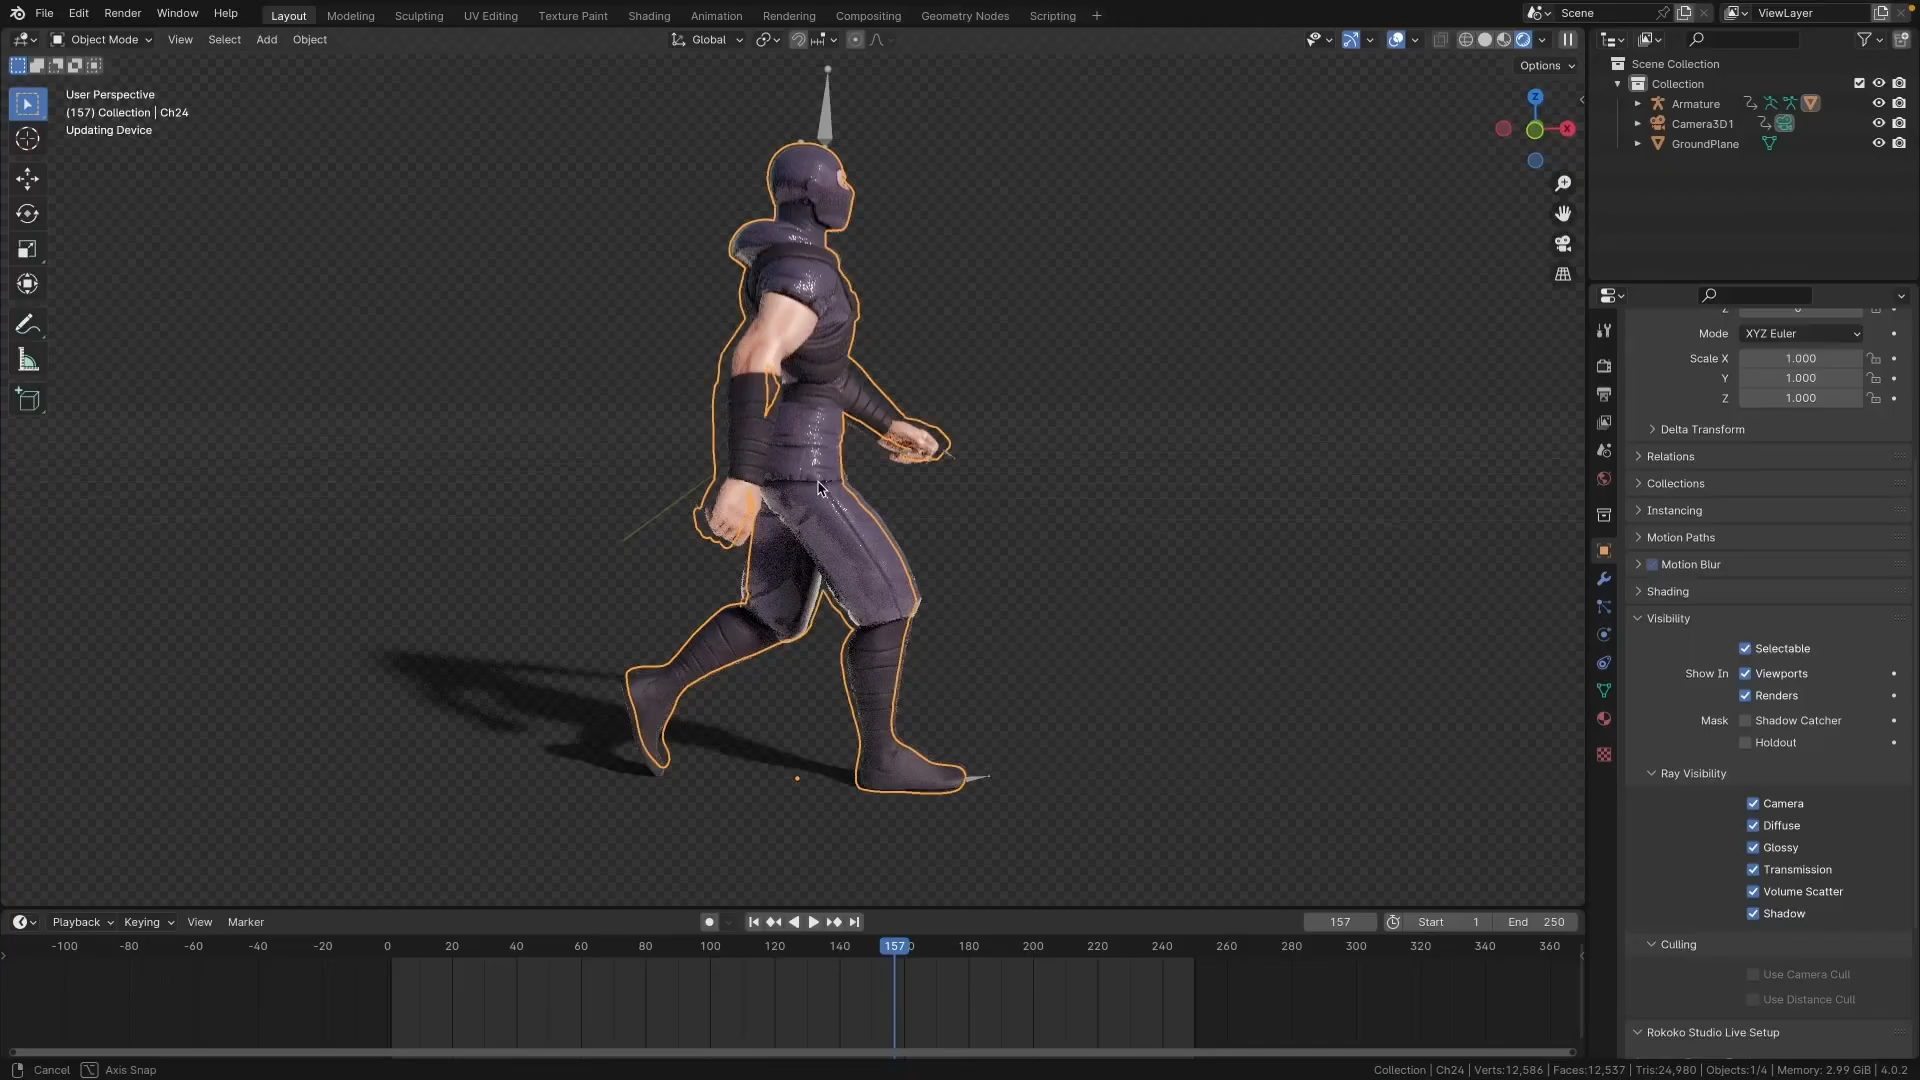 File Edit Render Window Help Layout Modeling Sculpting UV Editing Texture Paint Shading Animation Rendering Compositing Geometry Nodes Scripting + Scene ViewLayer
Object Mode View Select Add Object Global
Options
User Perspective
(157) Collection | Ch24
Updating Device
Z
X
Scene Collection
Collection
Armature
Camera3D1
GroundPlane
Mode XYZ Euler
Scale X 1.000
Y 1.000
Z 1.000
Delta Transform
Relations
Collections
Instancing
Motion Paths
Motion Blur
Shading
Visibility
Selectable
Show In Viewports
Renders
Mask Shadow Catcher
Holdout
Ray Visibility
Camera
Diffuse
Glossy
Transmission
Volume Scatter
Shadow
Culling
Use Camera Cull
Use Distance Cull
Rokoko Studio Live Setup
Playback Keying View Marker 157 Start 1 End 250
-100 -80 -60 -40 -20 0 20 40 60 80 100 120 140 157 180 200 220 240 260 280 300 320 340 360
Cancel Axis Snap Collection | Ch24 | Verts:12,586 | Faces:12,537 | Tris:24,980 | Objects:1/4 | Memory: 2.99 GiB | 4.0.2